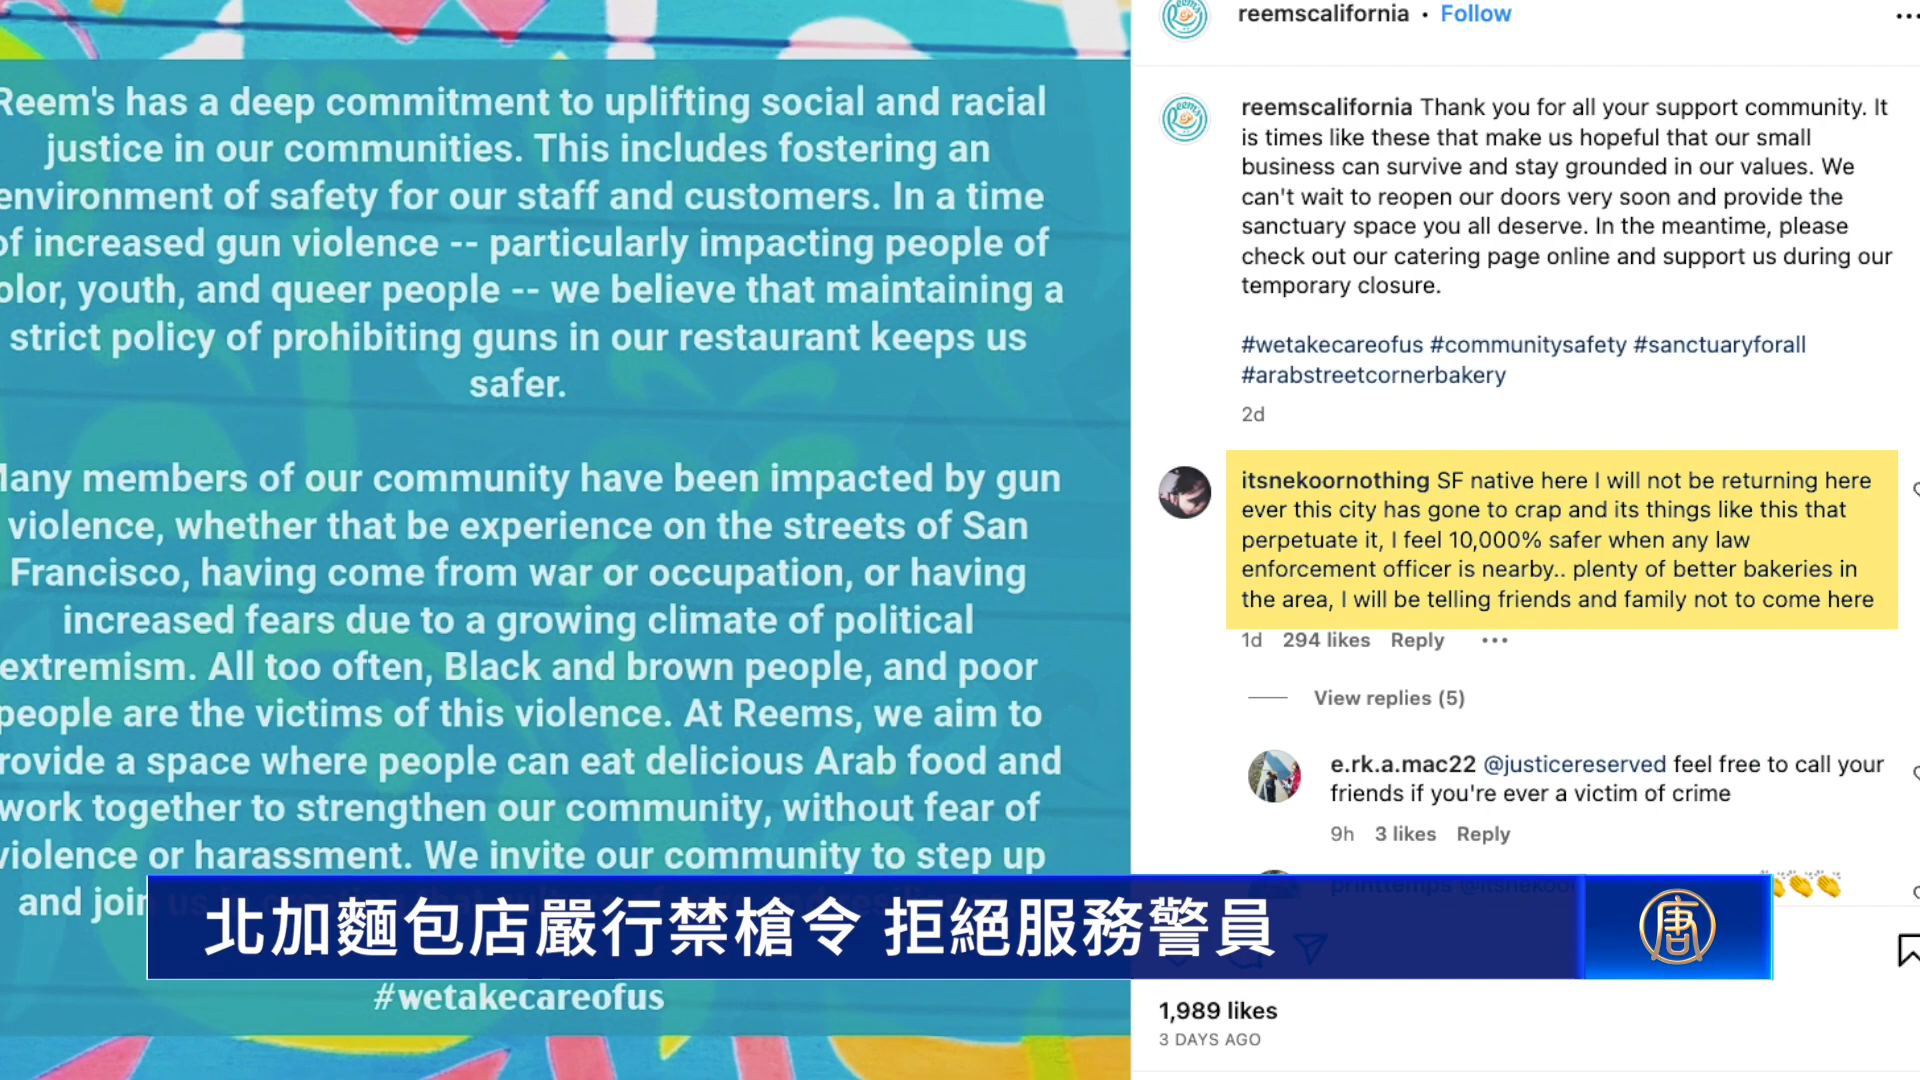 Reem's has a deep commitment to uplifting social and racial
justice in our communities. This includes fostering an
environment of safety for our staff and customers. In a time
of increased gun violence -- particularly impacting people of
color, youth, and queer people -- we believe that maintaining a
strict policy of prohibiting guns in our restaurant keeps us
safer.
Many members of our community have been impacted by gun
violence, whether that be experience on the streets of San
Francisco, having come from war or occupation, or having
increased fears due to a growing climate of political
extremism. All too often, Black and brown people, and poor
people are the victims of this violence. At Reems, we aim to
provide a space where people can eat delicious Arab food and
work together to strengthen our community, without fear of
violence or harassment. We invite our community to step up
and join us
#wetakecareofus
reemscalifornia • Follow
Reems
reemscalifornia Thank you for all your support community. It
is times like these that make us hopeful that our small
business can survive and stay grounded in our values. We
can't wait to reopen our doors very soon and provide the
sanctuary space you all deserve. In the meantime, please
check out our catering page online and support us during our
temporary closure.
#wetakecareofus #communitysafety #sanctuaryforall
#arabstreetcornerbakery
2d
itsnekoornothing SF native here I will not be returning here
ever this city has gone to crap and its things like this that
perpetuate it, I feel 10,000% safer when any law
enforcement officer is nearby.. plenty of better bakeries in
the area, I will be telling friends and family not to come here
1d 294 likes Reply •••
View replies (5)
e.rk.a.mac22 @justicereserved feel free to call your
friends if you're ever a victim of crime
9h 3 likes Reply
printtemps @itsnekoor
👏👏👏
北加麵包店嚴行禁槍令 拒絕服務警員
唐
1,989 likes
3 DAYS AGO